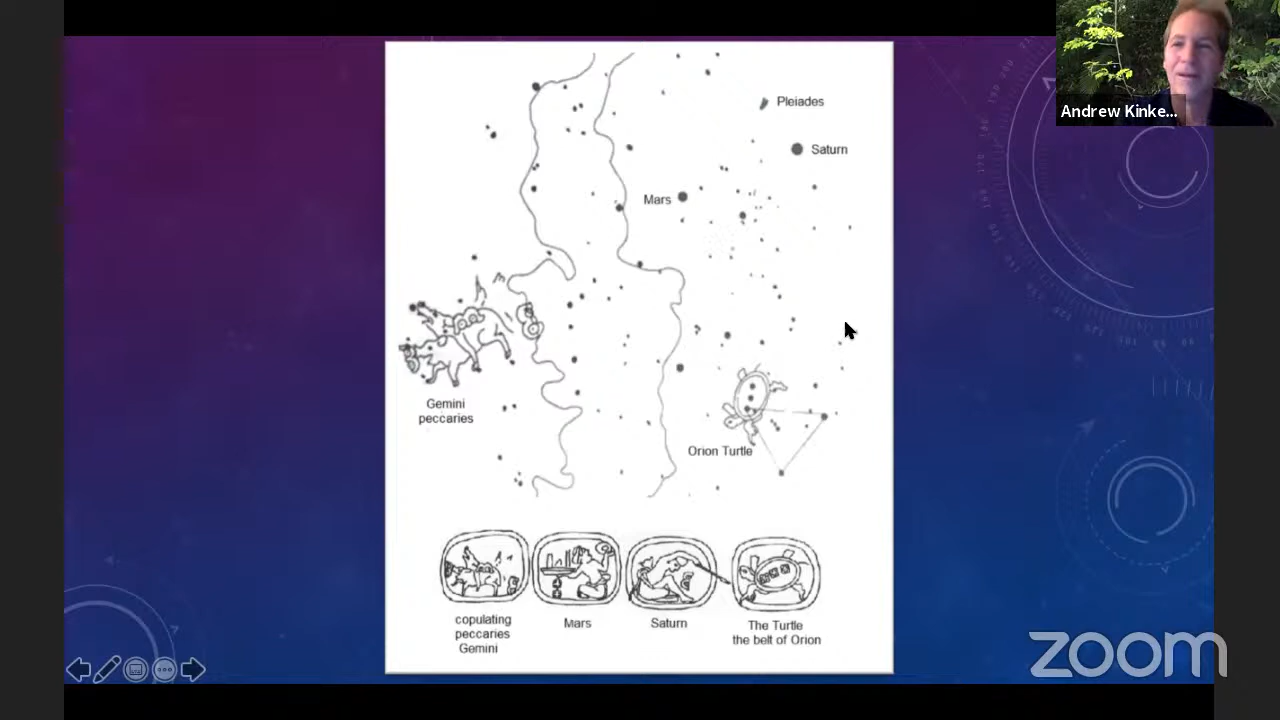 Andrew Kinke...
Pleiades
Saturn
Mars
Gemini
peccaries
Orion Turtle
copulating
peccaries
Gemini
Mars
Saturn
The Turtle
the belt of Orion
zoom